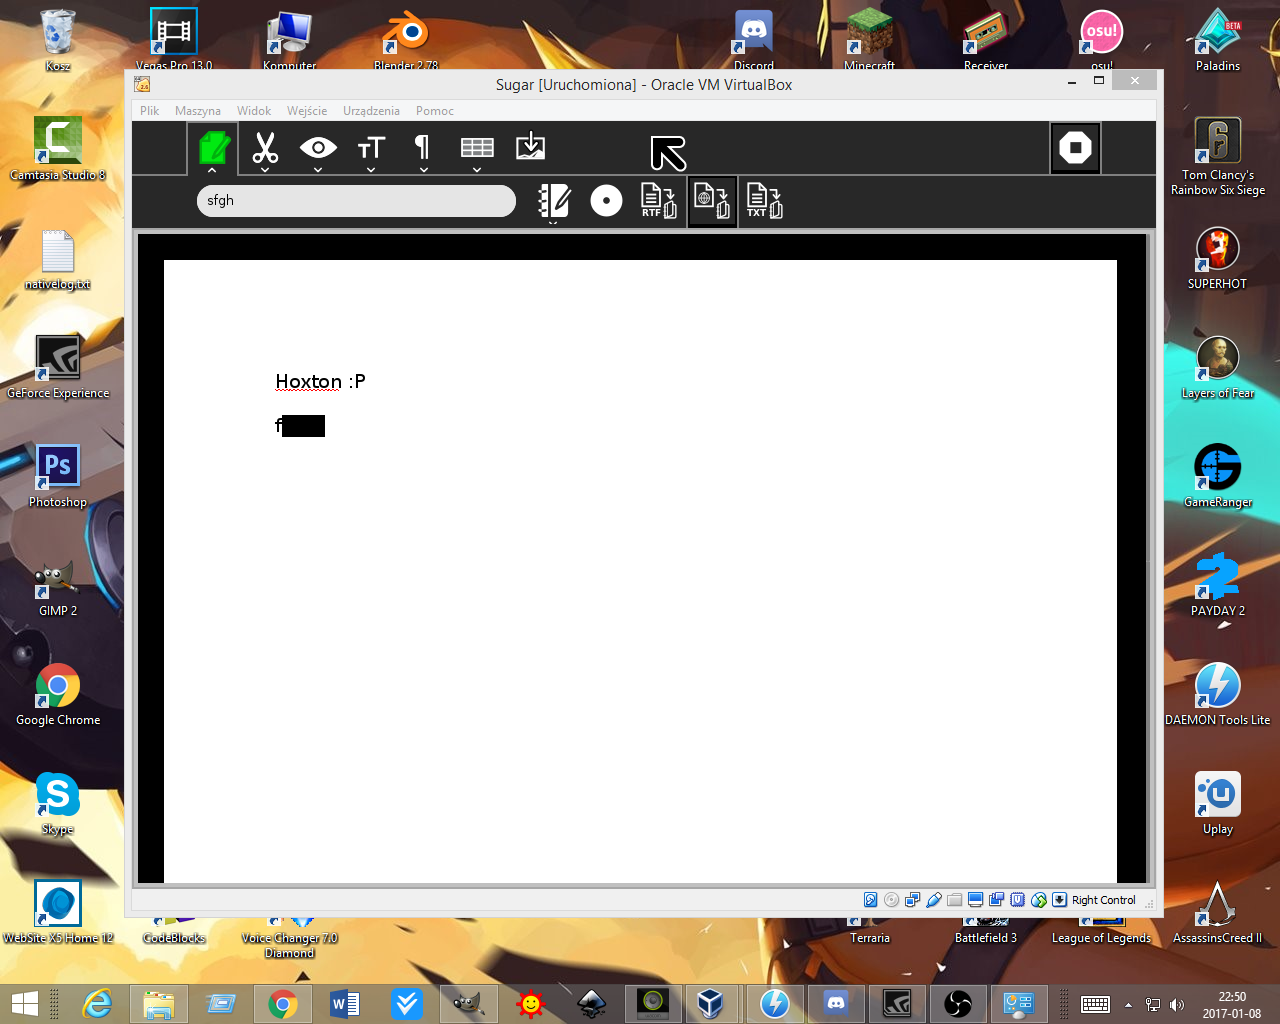 Kosz
Vegas Pro 13.0
Komputer
Blender 2.78
Discord
Minecraft
Receiver
osu!
osu!
BETA
Paladins
Sugar [Uruchomiona] - Oracle VM VirtualBox
Plik
Maszyna
Widok
Wejście
Urządzenia
Pomoc
sfgh
RTF
TXT
Hoxton :P
f
Camtasia Studio 8
nativelog.txt
GeForce Experience
Ps
Photoshop
GIMP 2
Google Chrome
Skype
WebSite X5 Home 12
CodeBlocks
Voice Changer 7.0
Diamond
Tom Clancy's
Rainbow Six Siege
SUPERHOT
Layers of Fear
GameRanger
PAYDAY 2
DAEMON Tools Lite
Uplay
Right Control
Terraria
Battlefield 3
League of Legends
AssassinsCreed II
22:50
2017-01-08